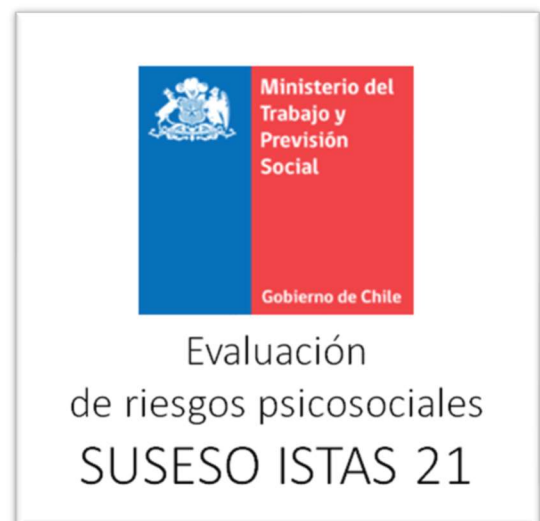 Ministerio del
Trabajo y
Previsión
Social
Gobierno de Chile
Evaluación
de riesgos psicosociales
SUSESO ISTAS 21